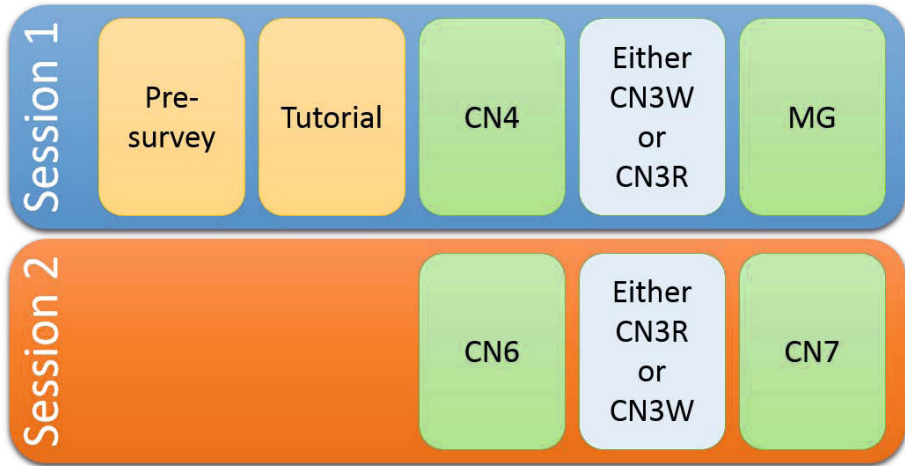 Session 1
Pre-
survey
Tutorial
CN4
Either
CN3W
or
CN3R
MG
Session 2
CN6
Either
CN3R
or
CN3W
CN7